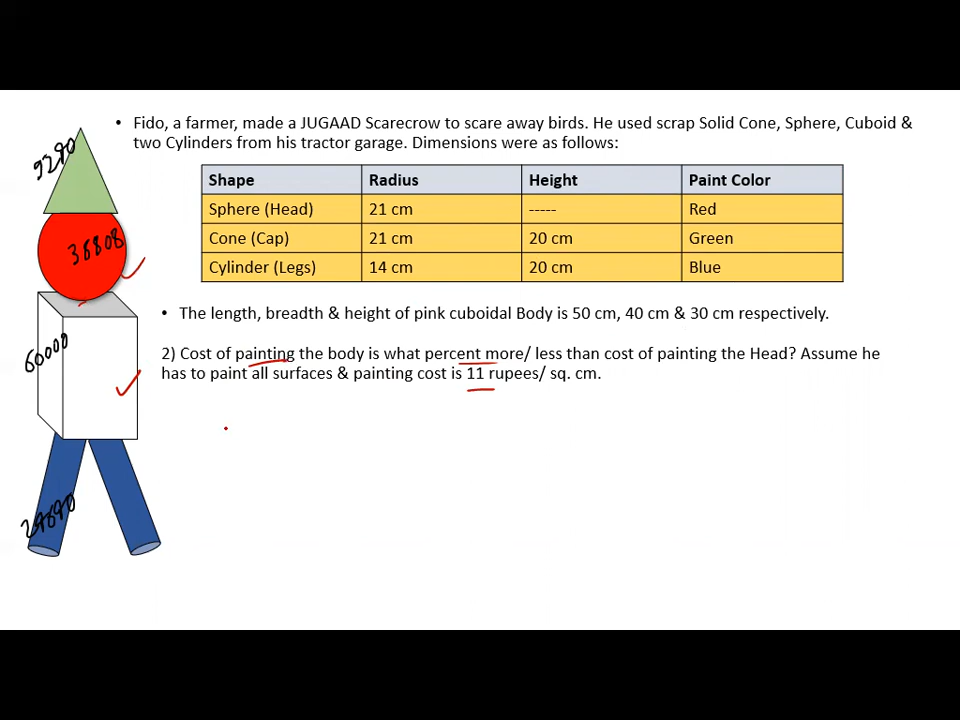 • Fido, a farmer, made a JUGAAD Scarecrow to scare away birds. He used scrap Solid Cone, Sphere, Cuboid &
two Cylinders from his tractor garage. Dimensions were as follows:
Shape Radius Height Paint Color
Sphere (Head) 21 cm ----- Red
Cone (Cap) 21 cm 20 cm Green
Cylinder (Legs) 14 cm 20 cm Blue
• The length, breadth & height of pink cuboidal Body is 50 cm, 40 cm & 30 cm respectively.
2) Cost of painting the body is what percent more/ less than cost of painting the Head? Assume he
has to paint all surfaces & painting cost is 11 rupees/ sq. cm.
38808
60000